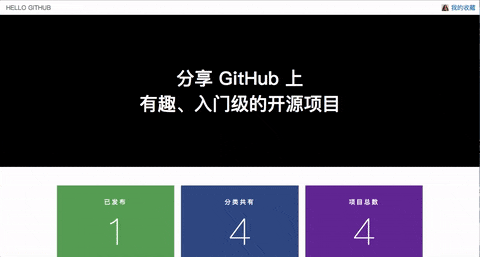 HELLO GITHUB
我的收藏
分享 GitHub 上
有趣、入门级的开源项目
已发布
分类共有
项目总数
1
4
4